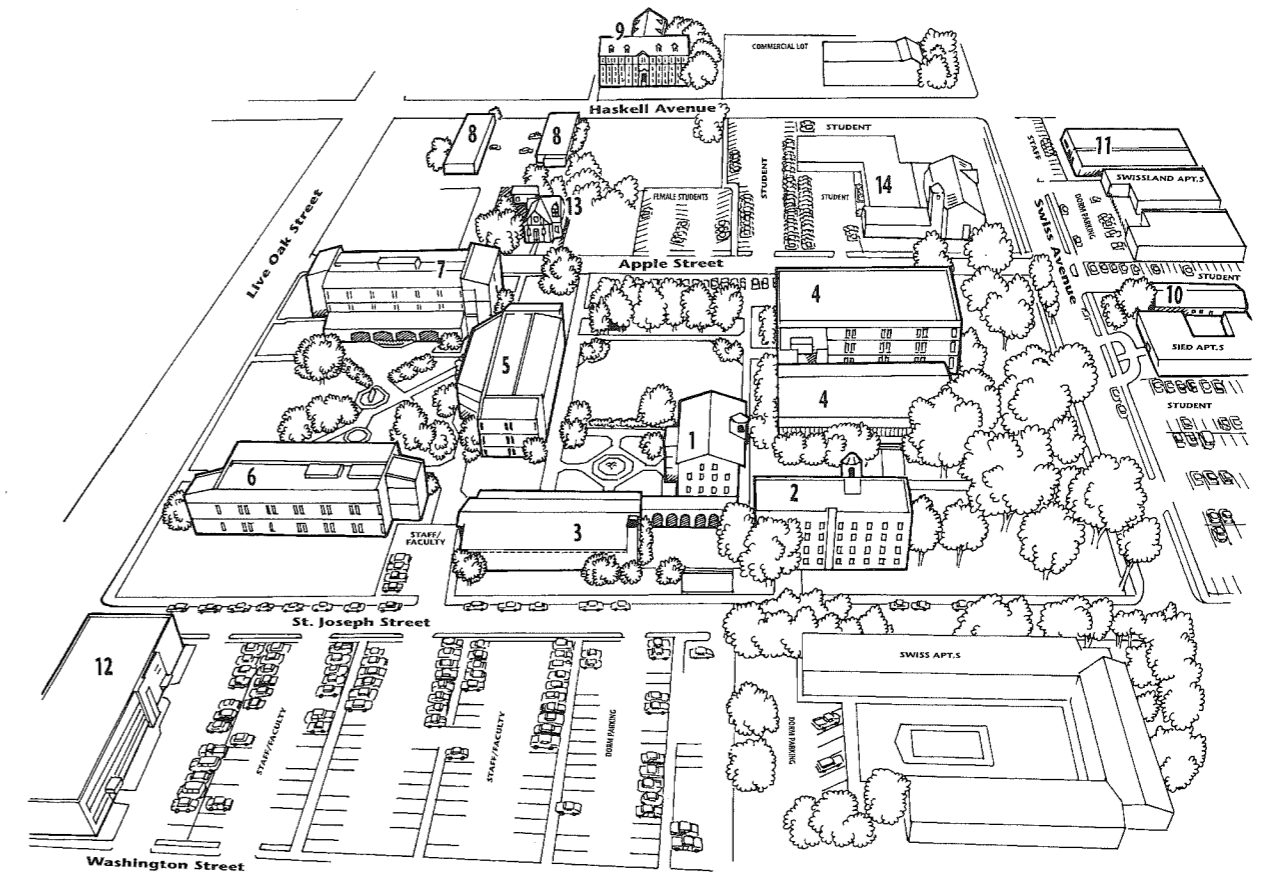 9
COMMERCIAL LOT
Haskell Avenue
8
8
STUDENT
STAFF
11
SWISSLAND APT.S
STUDENT
14
STUDENT
FEMALE STUDENTS
13
DORM PARKING
Live Oak Street
Swiss Avenue
Apple Street
7
STUDENT
10
4
SIED APT.S
5
4
STUDENT
1
6
2
3
STAFF/
FACULTY
St. Joseph Street
12
SWISS APT.S
STAFF/FACULTY
STAFF/FACULTY
DORM PARKING
DORM PARKING
Washington Street